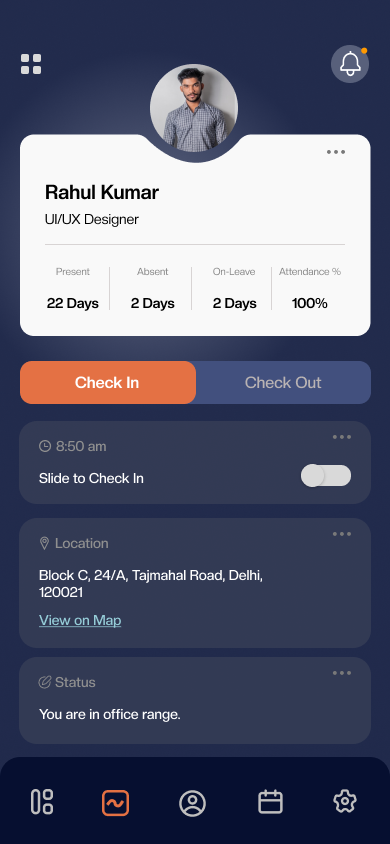 Rahul Kumar
UI/UX Designer
Present Absent On-Leave Attendance %
22 Days 2 Days 2 Days 100%
Check In Check Out
8:50 am
Slide to Check In
Location
Block C, 24/A, Tajmahal Road, Delhi,
120021
View on Map
Status
You are in office range.